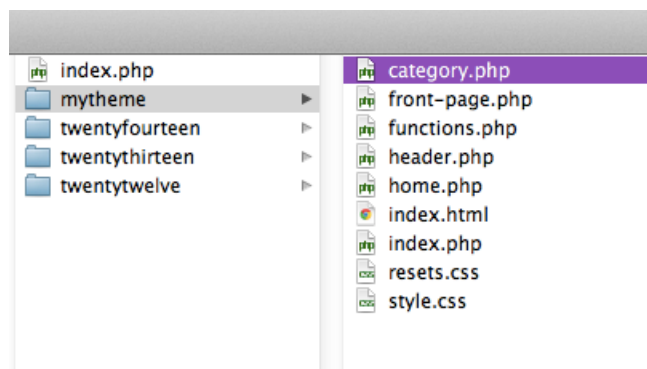 index.php
mytheme
twentyfourteen
twentythirteen
twentytwelve
category.php
front-page.php
functions.php
header.php
home.php
index.html
index.php
resets.css
style.css